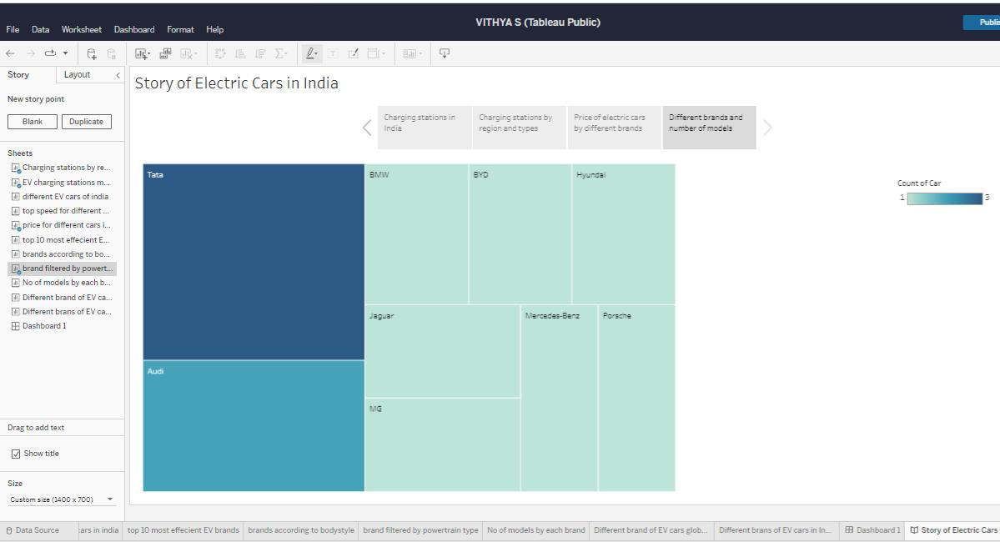 VITHYA S (Tableau Public)
Publis
File Data Worksheet Dashboard Format Help
Story Layout
New story point
Blank Duplicate
Sheets
Charging stations by re...
EV charging stations m...
different EV cars of india
top speed for different ...
price for different cars i...
top 10 most effecient E...
brands according to bo...
brand filtered by powert...
No of models by each b...
Different brand of EV ca...
Different brans of EV ca...
Dashboard 1
Drag to add text
Show title
Size
Custom size (1400 x 700)
Story of Electric Cars in India
Charging stations in
India
Charging stations by
region and types
Price of electric cars
by different brands
Different brands and
number of models
Tata
BMW
BYD
Hyundai
Audi
Jaguar
Mercedes-Benz
Porsche
MG
Count of Car
1 3
Data Source ars in india top 10 most effecient EV brands brands according to bodystyle brand filtered by powertrain type No of models by each brand Different brand of EV cars glob... Different brans of EV cars in In... Dashboard 1 Story of Electric Cars